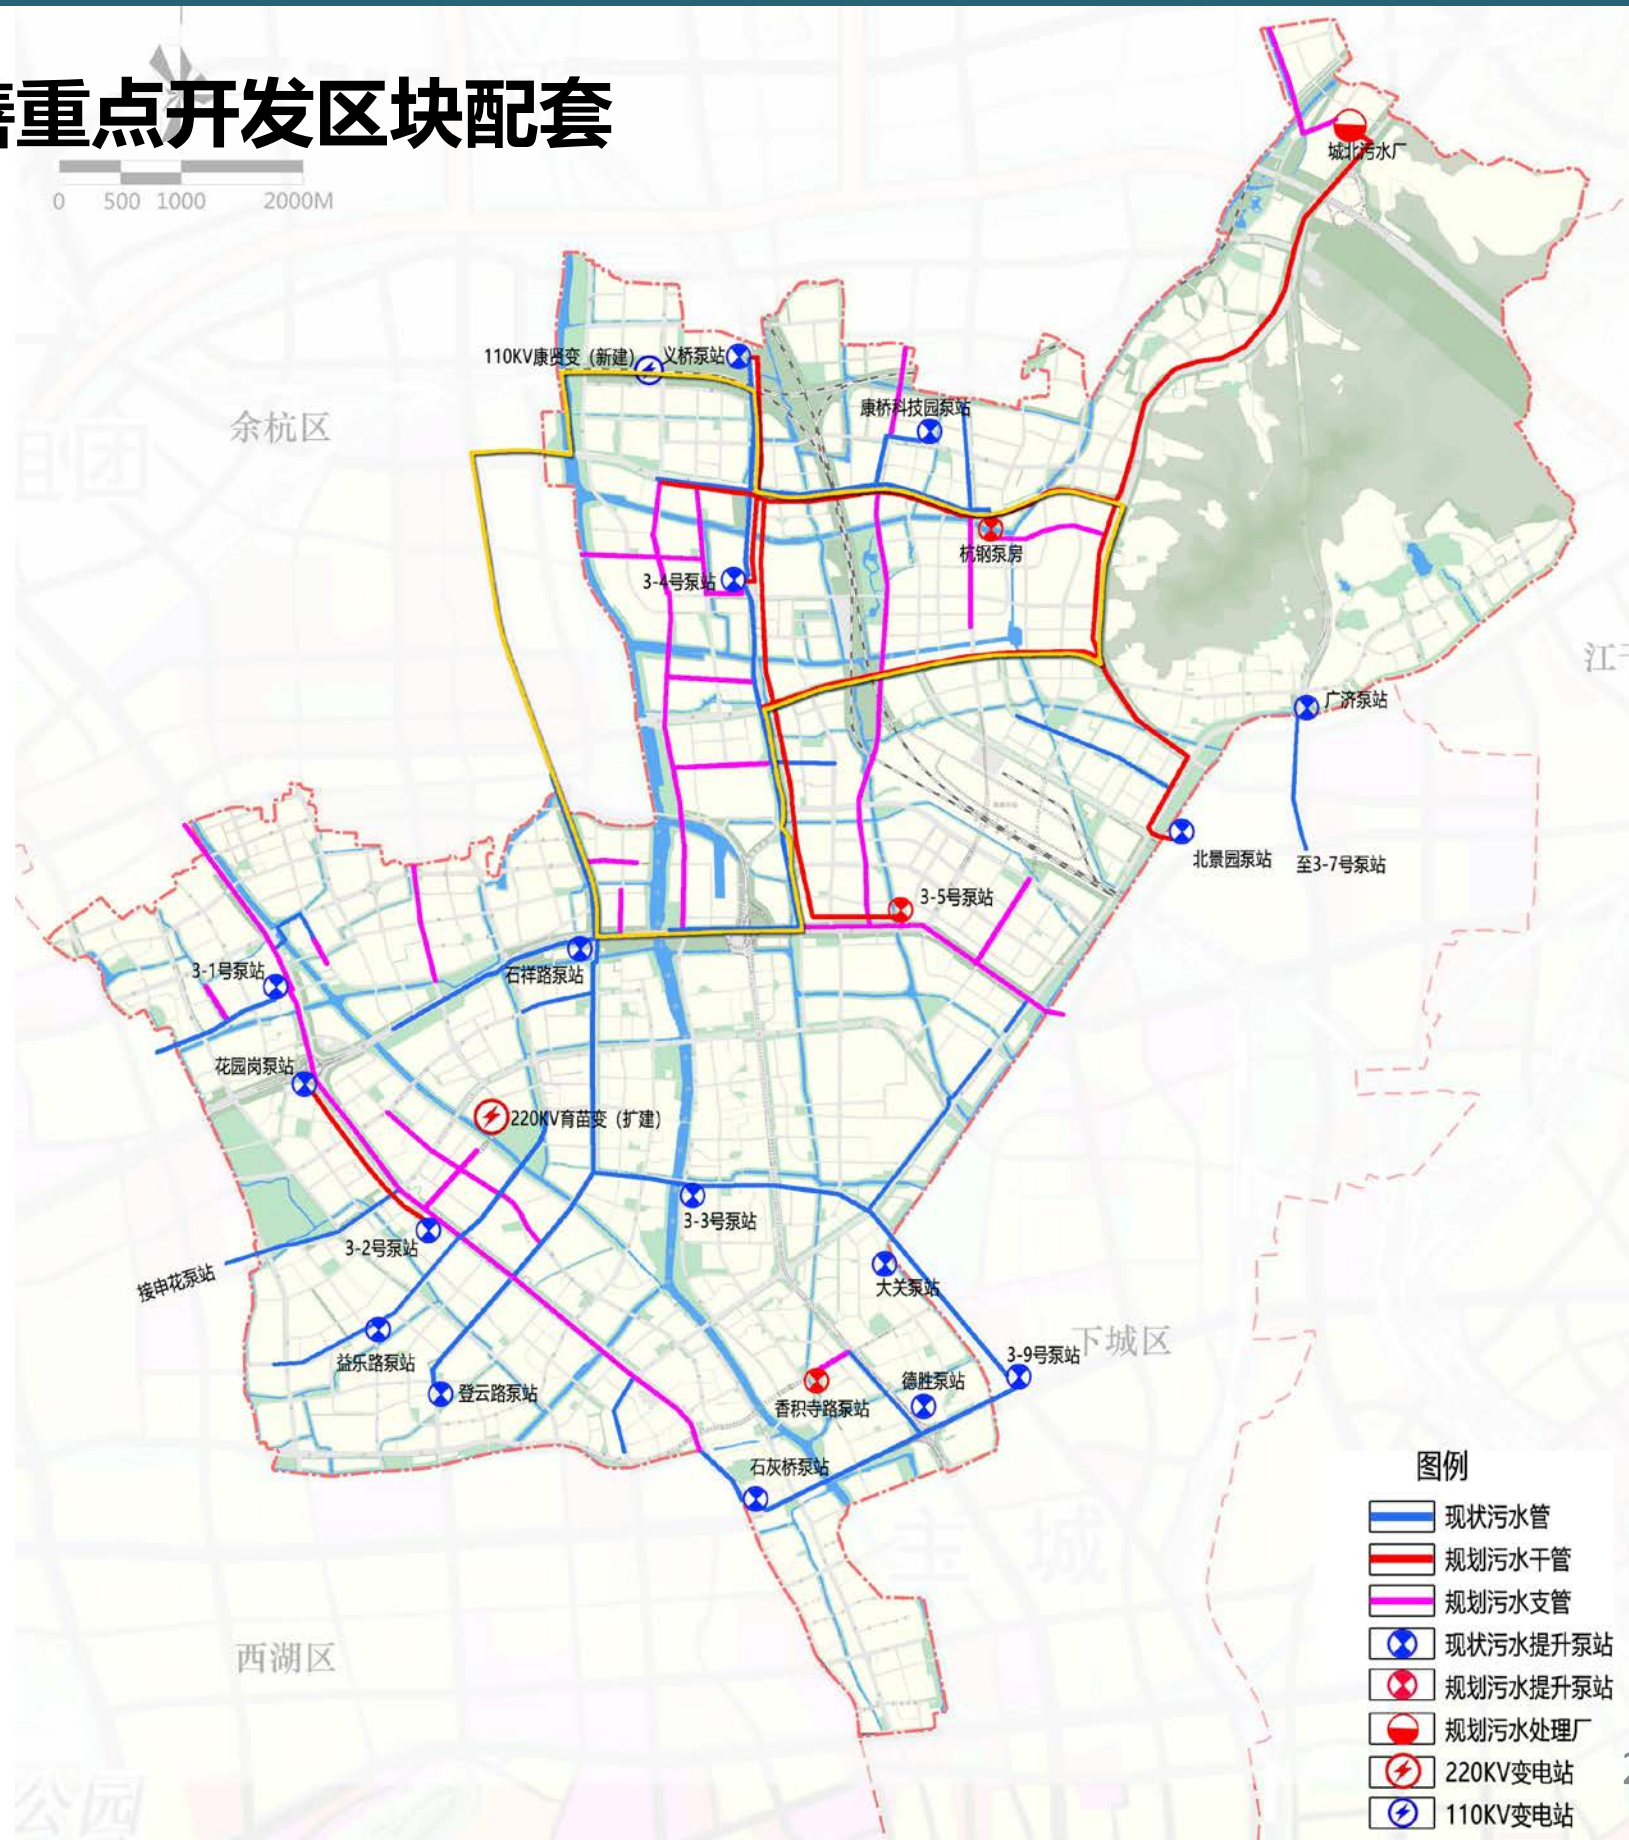 善重点开发区块配套
0 500 1000 2000M
城北污水厂
110KV康贤变（新建）
义桥泵站
康桥科技园泵站
余杭区
组团
杭钢泵房
3-4号泵站
江干
广济泵站
北景园泵站
至3-7号泵站
3-5号泵站
3-1号泵站
石祥路泵站
花园岗泵站
220KV育苗变（扩建）
3-3号泵站
3-2号泵站
接申花泵站
大关泵站
下城区
益乐路泵站
登云路泵站
3-9号泵站
德胜泵站
香积寺路泵站
石灰桥泵站
主城
西湖区
公园
图例
现状污水管
规划污水干管
规划污水支管
现状污水提升泵站
规划污水提升泵站
规划污水处理厂
220KV变电站
110KV变电站